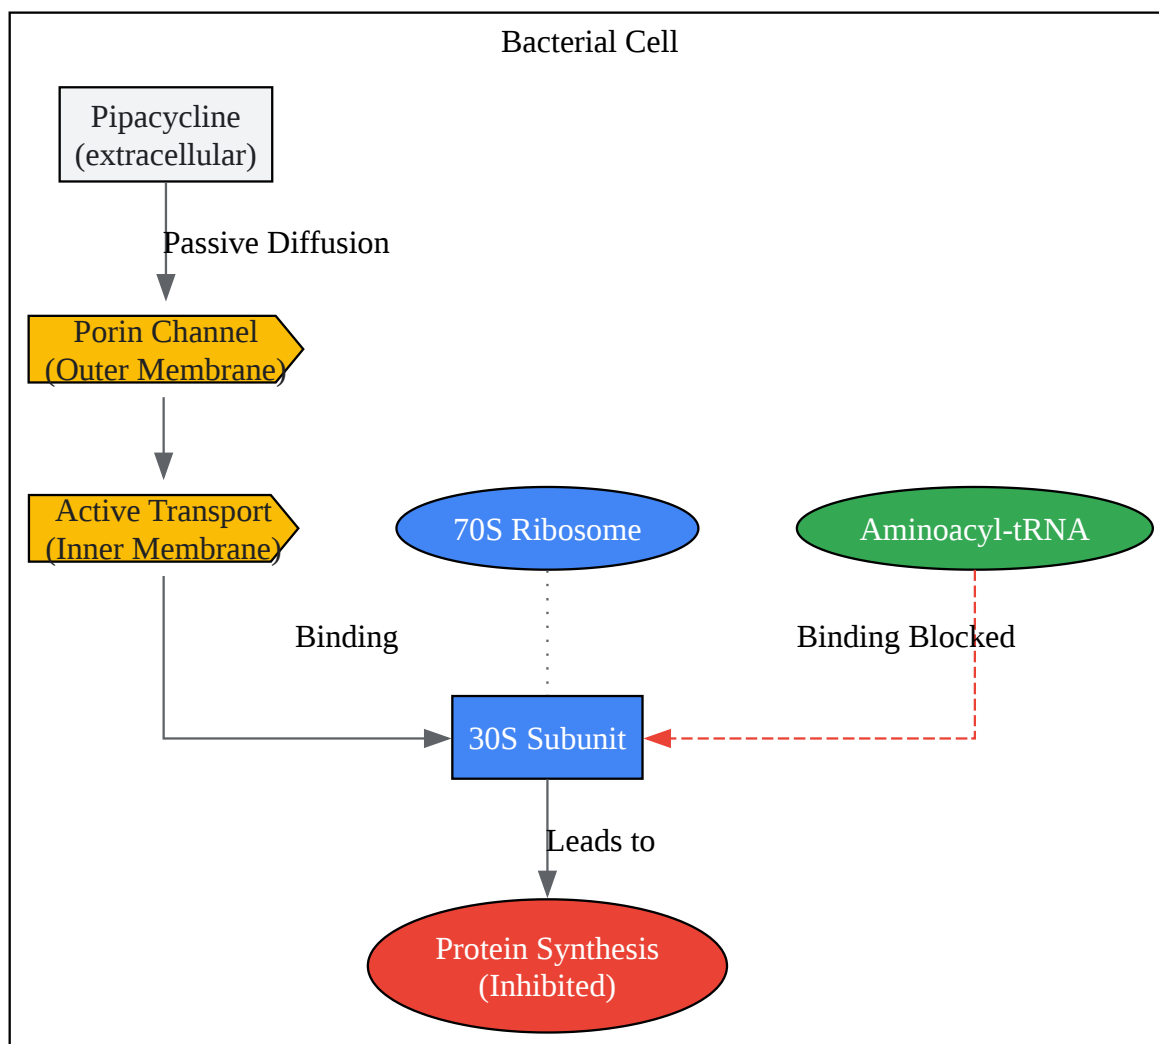 Bacterial Cell
Pipacycline
(extracellular)
Passive Diffusion
Porin Channel
(Outer Membrane)
Active Transport
(Inner Membrane)
70S Ribosome
Aminoacyl-tRNA
Binding
Binding Blocked
30S Subunit
Leads to
Protein Synthesis
(Inhibited)